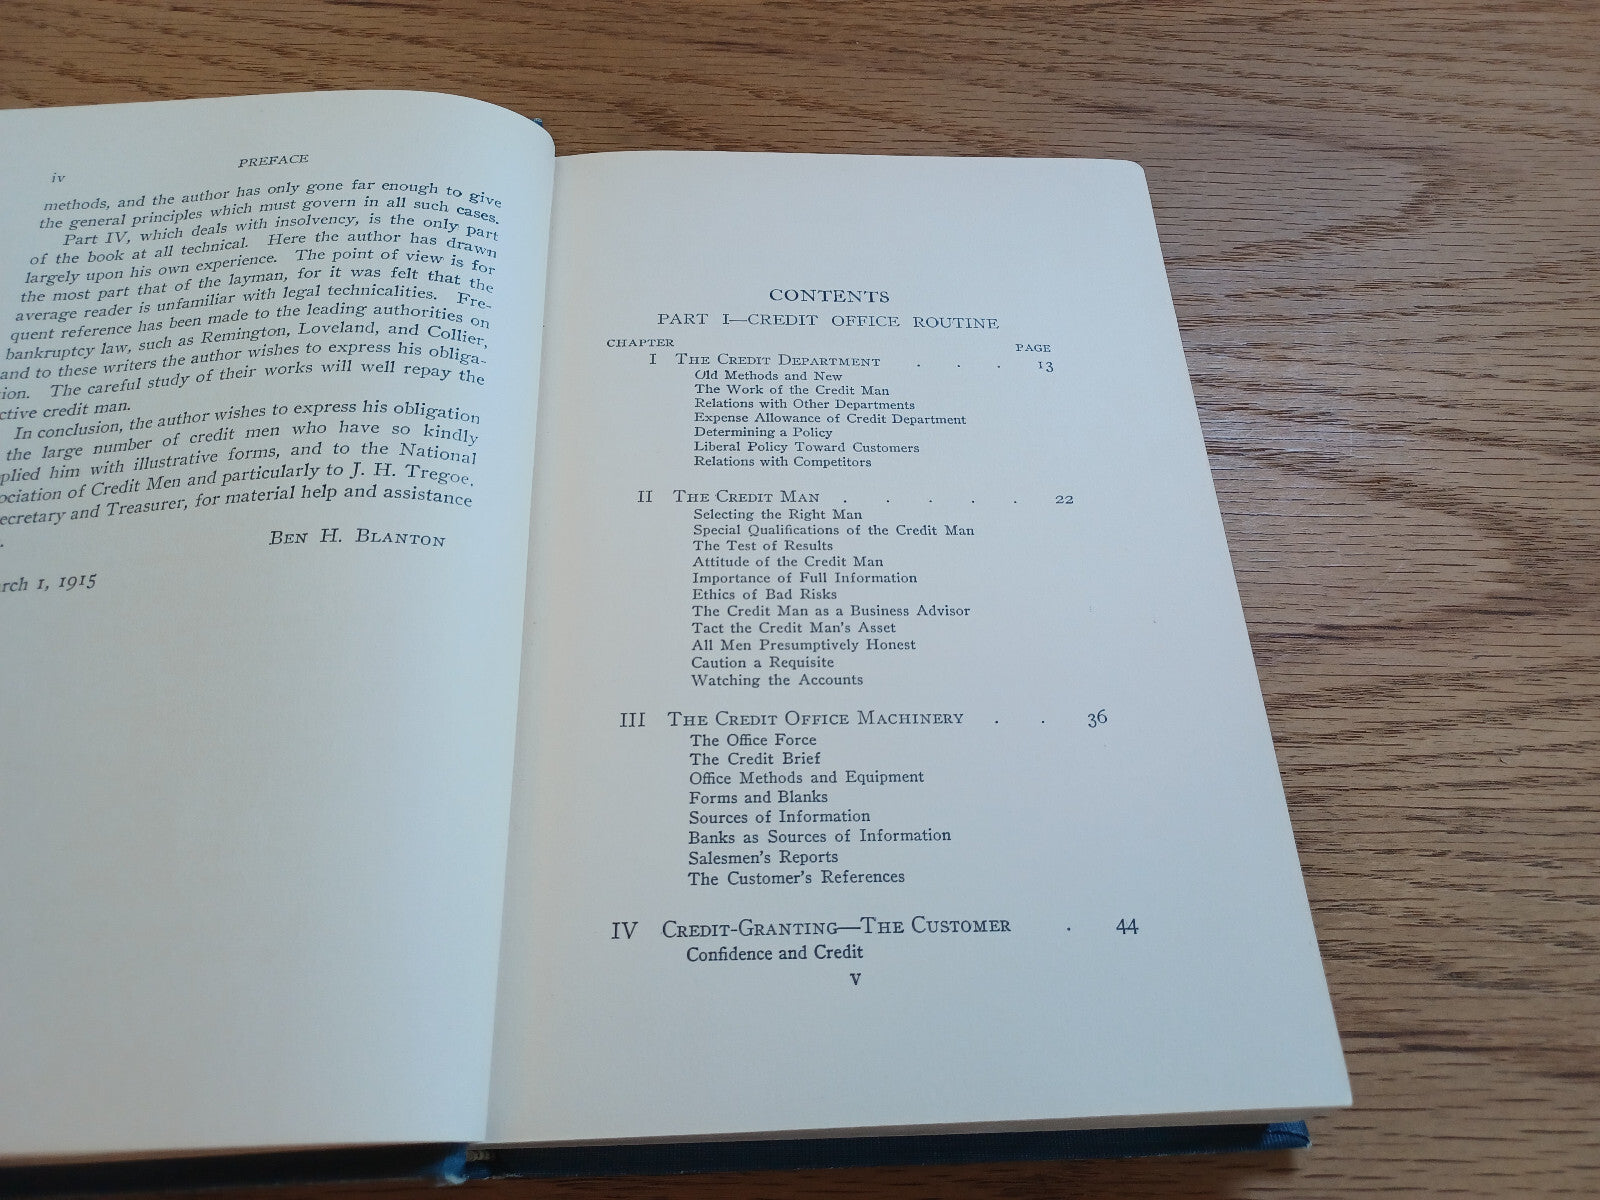 iv
PREFACE
methods, and the author has only gone far enough to give
the general principles which must govern in all such cases.
Part IV, which deals with insolvency, is the only part
of the book at all technical. Here the author has drawn
largely upon his own experience. The point of view is for
the most part that of the layman, for it was felt that the
average reader is unfamiliar with legal technicalities. Fre-
quent reference has been made to the leading authorities on
bankruptcy law, such as Remington, Loveland, and Collier,
and to these writers the author wishes to express his obliga-
ion. The careful study of their works will well repay the
ctive credit man.
In conclusion, the author wishes to express his obligation
the large number of credit men who have so kindly
plied him with illustrative forms, and to the National
ociation of Credit Men and particularly to J. H. Tregoe,
ecretary and Treasurer, for material help and assistance
BEN H. BLANTON
rch 1, 1915
CONTENTS
PART I—CREDIT OFFICE ROUTINE
CHAPTER PAGE
I THE CREDIT DEPARTMENT . . . 13
Old Methods and New
The Work of the Credit Man
Relations with Other Departments
Expense Allowance of Credit Department
Determining a Policy
Liberal Policy Toward Customers
Relations with Competitors
II THE CREDIT MAN . . . . . 22
Selecting the Right Man
Special Qualifications of the Credit Man
The Test of Results
Attitude of the Credit Man
Importance of Full Information
Ethics of Bad Risks
The Credit Man as a Business Advisor
Tact the Credit Man's Asset
All Men Presumptively Honest
Caution a Requisite
Watching the Accounts
III THE CREDIT OFFICE MACHINERY . . 36
The Office Force
The Credit Brief
Office Methods and Equipment
Forms and Blanks
Sources of Information
Banks as Sources of Information
Salesmen's Reports
The Customer's References
IV CREDIT-GRANTING—THE CUSTOMER . 44
Confidence and Credit
V